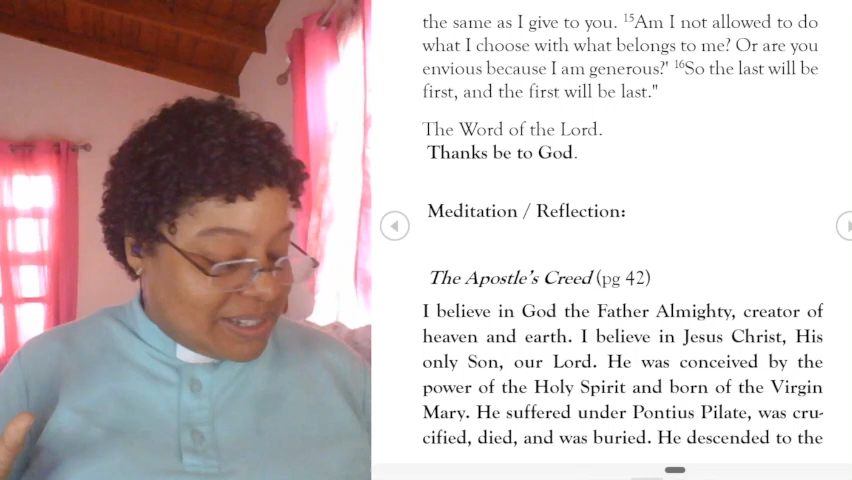 the same as I give to you. ¹⁵Am I not allowed to do
what I choose with what belongs to me? Or are you
envious because I am generous?' ¹⁶So the last will be
first, and the first will be last."
The Word of the Lord.
Thanks be to God.
Meditation / Reflection:
The Apostle's Creed (pg 42)
I believe in God the Father Almighty, creator of
heaven and earth. I believe in Jesus Christ, His
only Son, our Lord. He was conceived by the
power of the Holy Spirit and born of the Virgin
Mary. He suffered under Pontius Pilate, was cru-
cified, died, and was buried. He descended to the